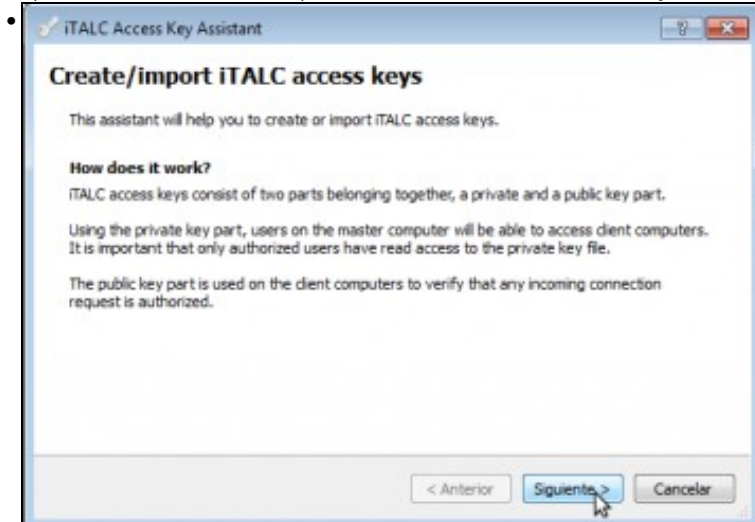 iTALC Access Key Assistant
Create/import iTALC access keys
This assistant will help you to create or import iTALC access keys.
How does it work?
iTALC access keys consist of two parts belonging together, a private and a public key part.
Using the private key part, users on the master computer will be able to access client computers.
It is important that only authorized users have read access to the private key file.
The public key part is used on the client computers to verify that any incoming connection
request is authorized.
< Anterior Siguiente > Cancelar